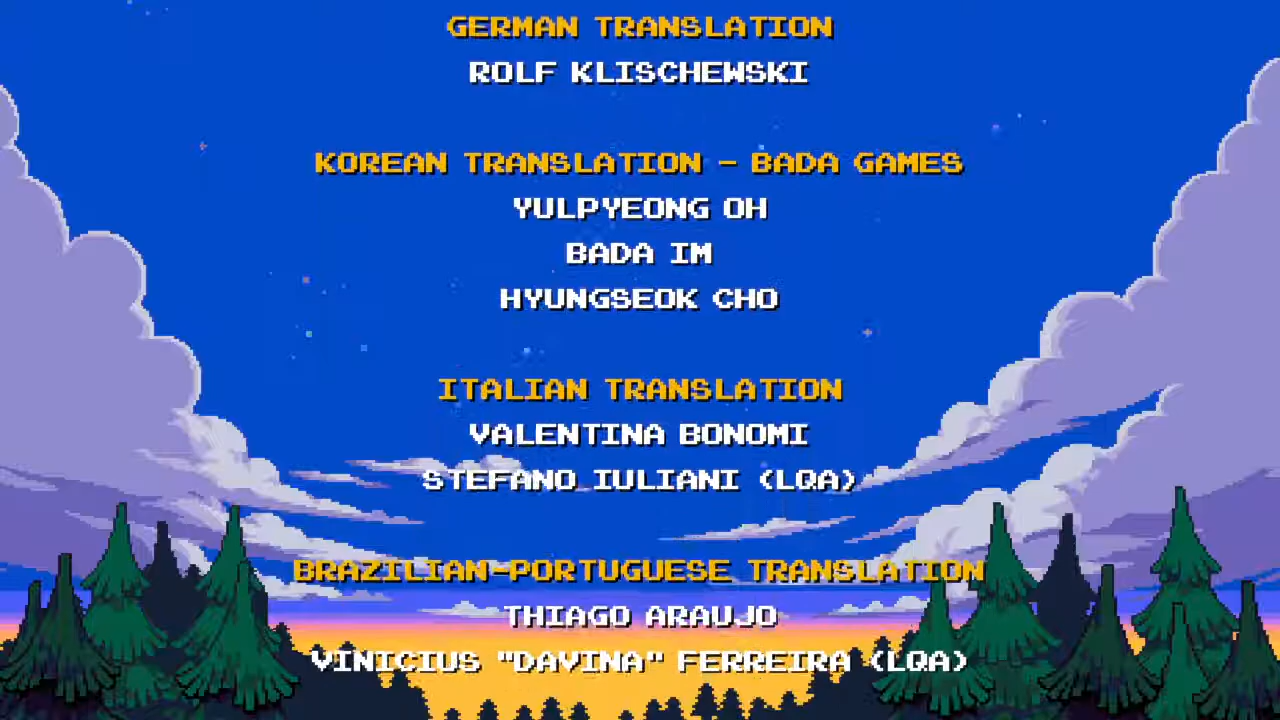 GERMAN TRANSLATION
ROLF KLISCHEWSKI
KOREAN TRANSLATION - BADA GAMES
YULPYEONG OH
BADA IM
HYUNGSEOK CHO
ITALIAN TRANSLATION
VALENTINA BONOMI
STEFANO IULIANI (LQA)
BRAZILIAN-PORTUGUESE TRANSLATION
THIAGO ARAUJO
VINICIUS "DAVINA" FERREIRA (LQA)